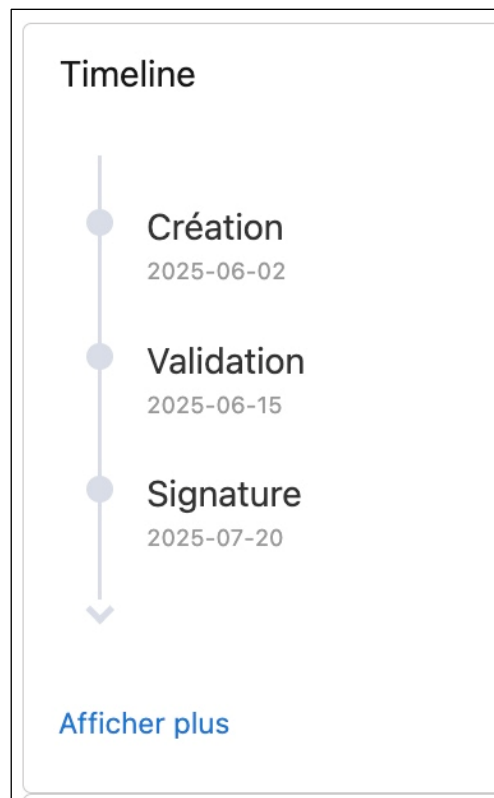 Timeline
Création
2025-06-02
Validation
2025-06-15
Signature
2025-07-20
Afficher plus